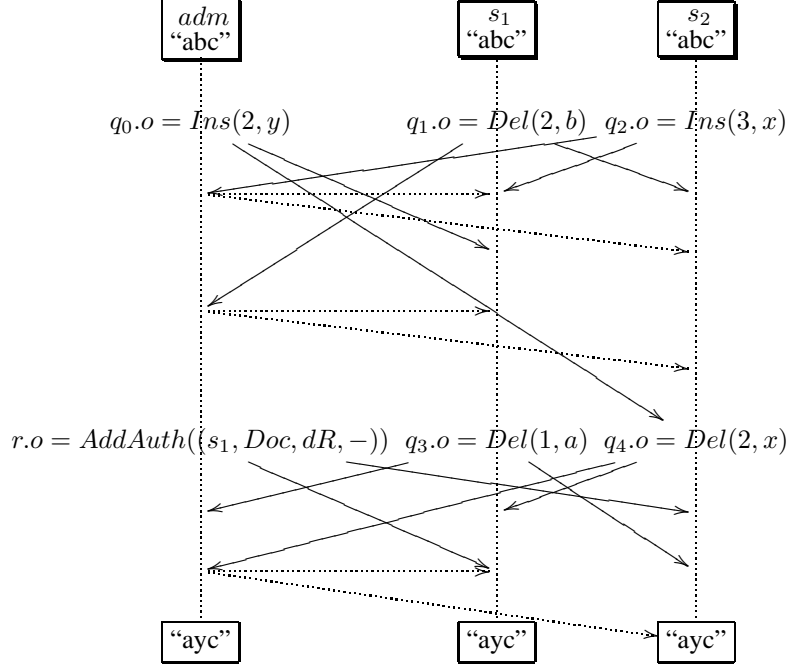 adm s₁ s₂
“abc” “abc” “abc”
q₀.o = Ins(2, y) q₁.o = Del(2, b) q₂.o = Ins(3, x)
r.o = AddAuth((s₁, Doc, dR, −)) q₃.o = Del(1, a) q₄.o = Del(2, x)
“ayc” “ayc” “ayc”